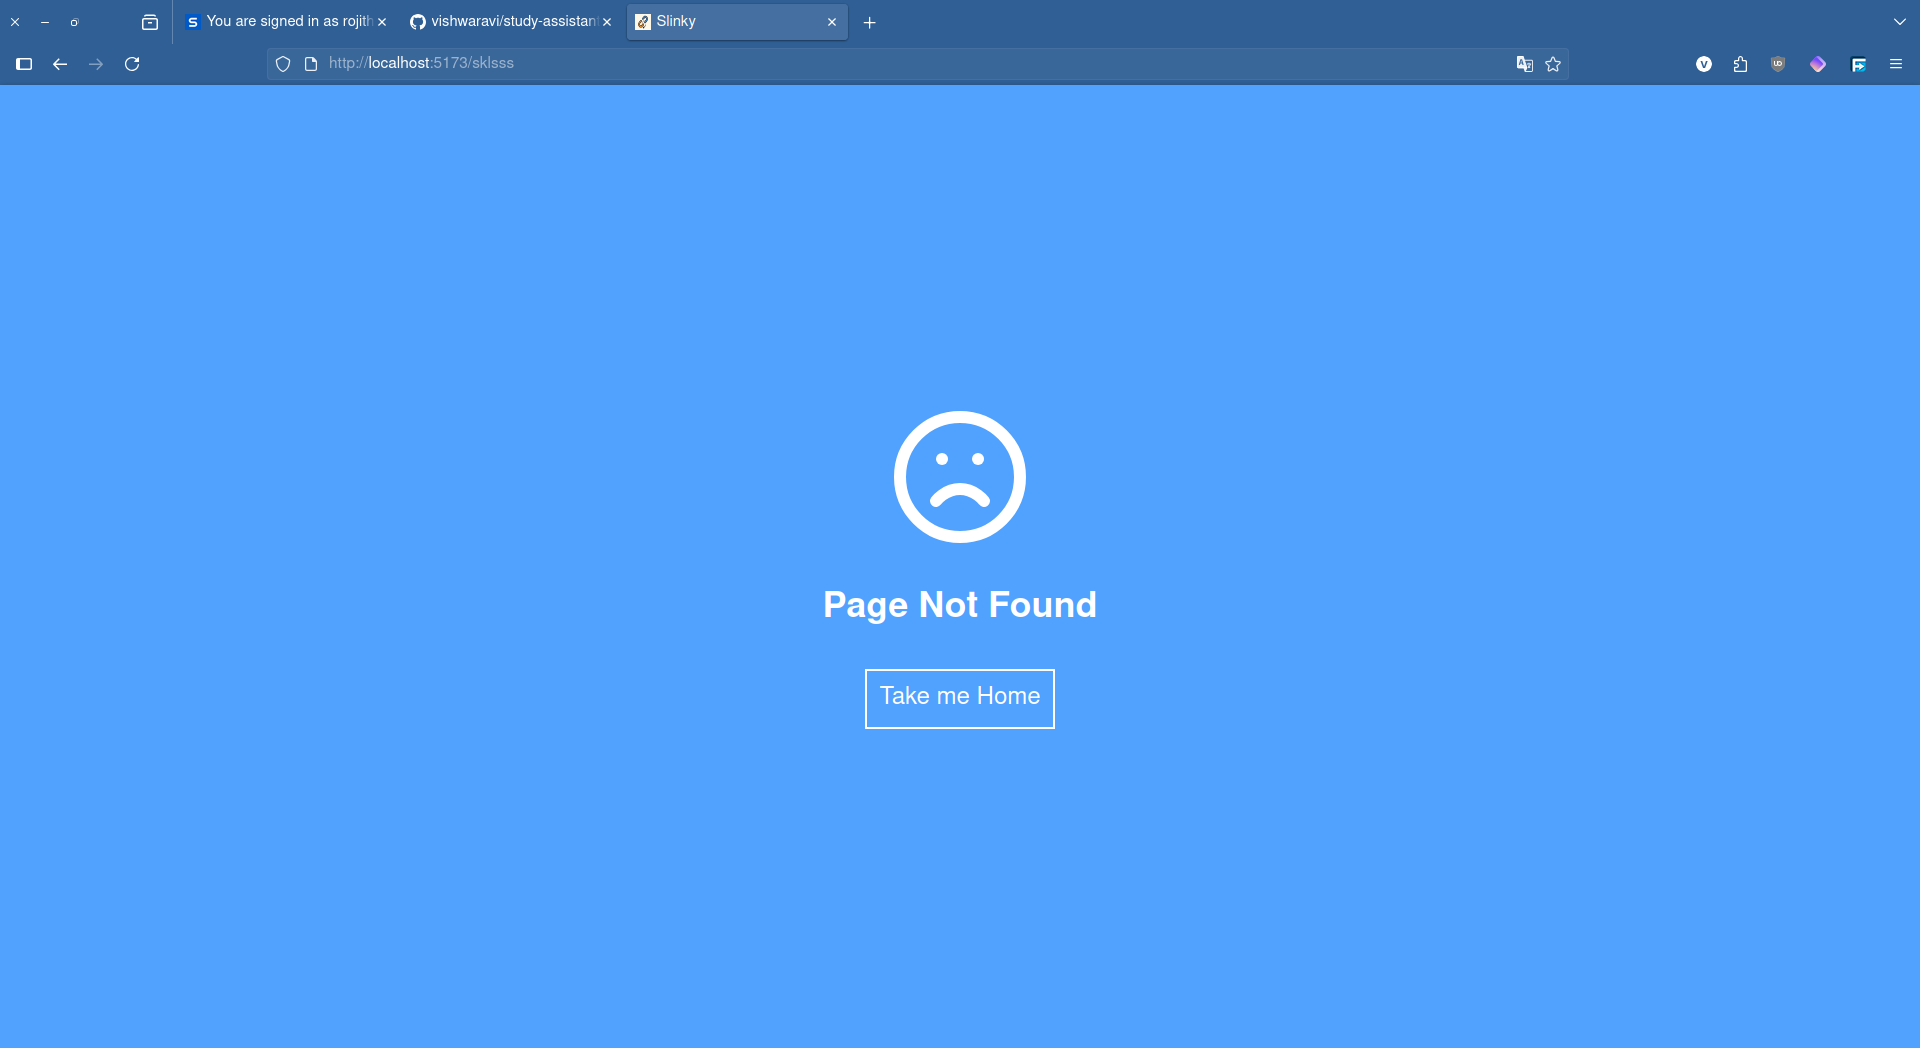 You are signed in as rojith
vishwaravi/study-assistan
Slinky
http://localhost:5173/sklsss
Page Not Found
Take me Home